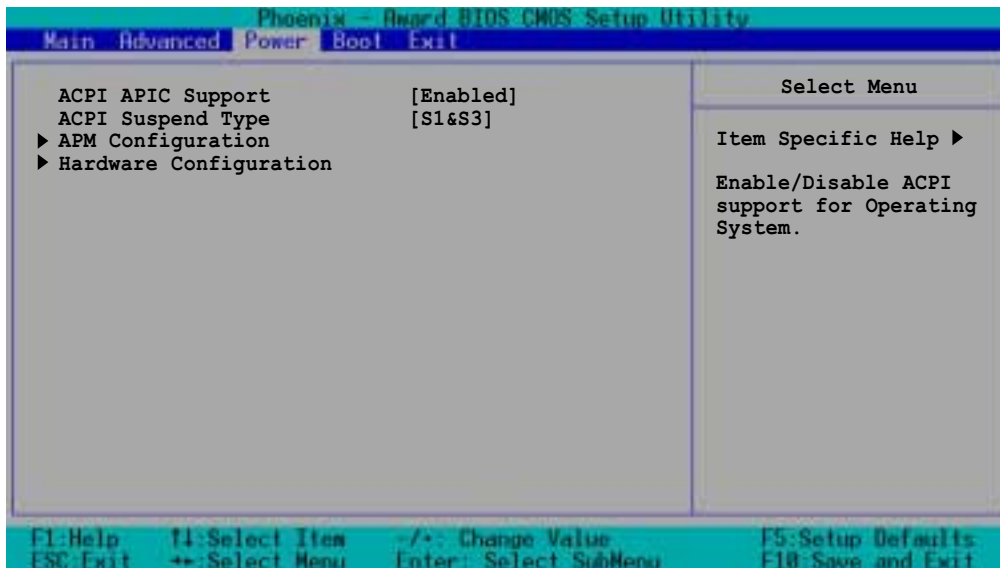 Phoenix - Award BIOS CMOS Setup Utility
Main Advanced Power Boot Exit
ACPI APIC Support [Enabled]
ACPI Suspend Type [S1&S3]
▶ APM Configuration
▶ Hardware Configuration
Select Menu
Item Specific Help ▶
Enable/Disable ACPI
support for Operating
System.
F1:Help ↑↓:Select Item -/+: Change Value F5:Setup Defaults
ESC:Exit ←→:Select Menu Enter: Select SubMenu F10:Save and Exit